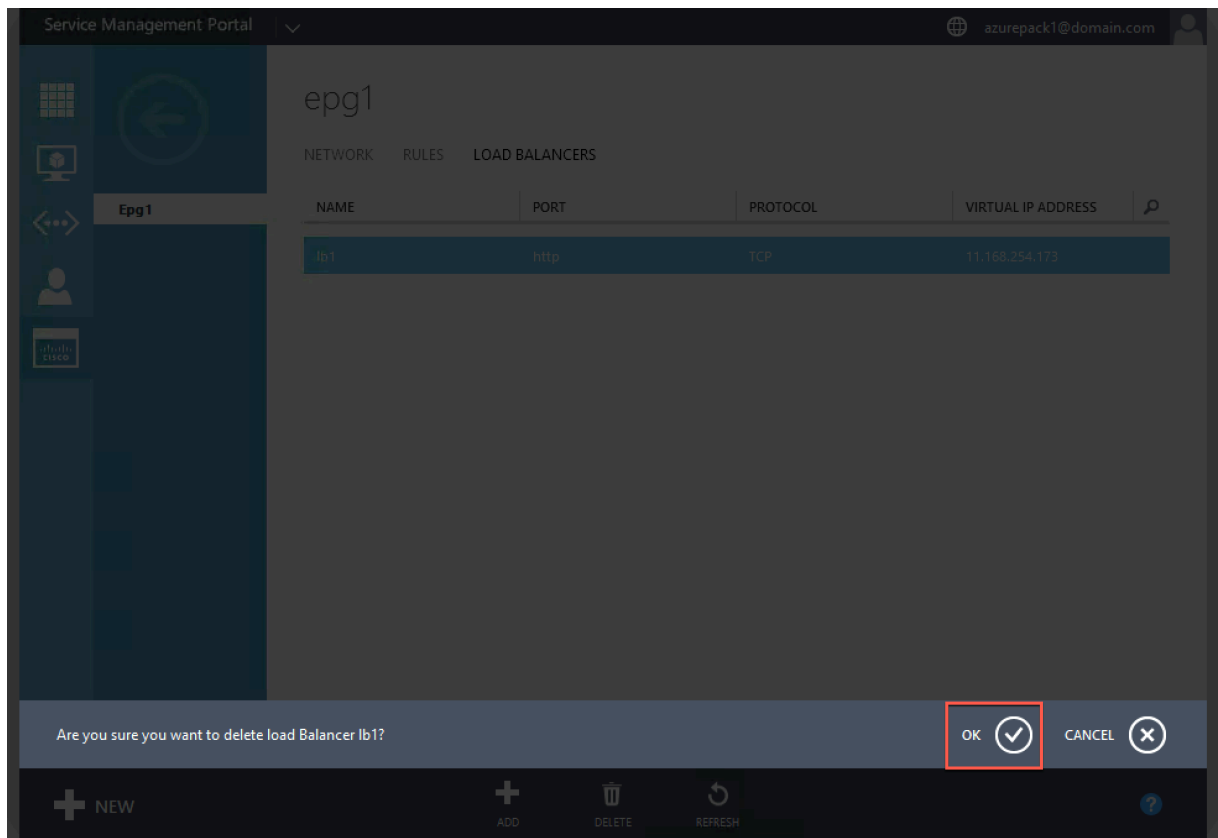 Service Management Portal
azurepack1@domain.com
epg1
NETWORK RULES LOAD BALANCERS
Epg1
NAME PORT PROTOCOL VIRTUAL IP ADDRESS
lb1 http TCP 11.168.254.173
cisco
Are you sure you want to delete load Balancer lb1?
OK CANCEL
NEW
ADD DELETE REFRESH
?